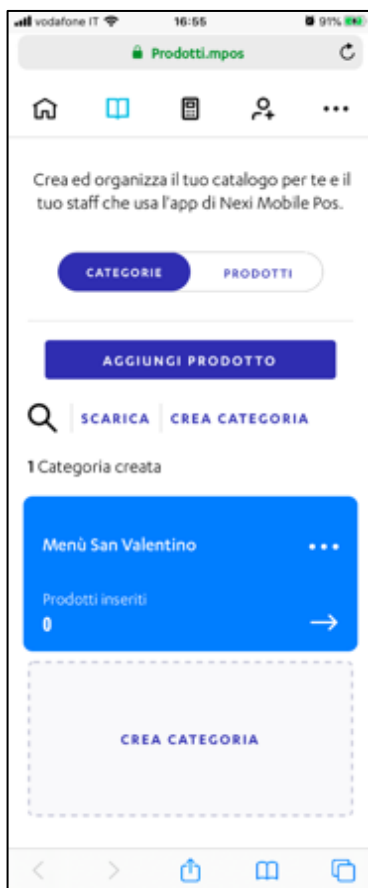 vodafone IT 16:55 91%
Prodotti.mpos
Crea ed organizza il tuo catalogo per te e il
tuo staff che usa l'app di Nexi Mobile Pos.
CATEGORIE PRODOTTI
AGGIUNGI PRODOTTO
SCARICA CREA CATEGORIA
1 Categoria creata
Menù San Valentino
Prodotti inseriti
0
CREA CATEGORIA